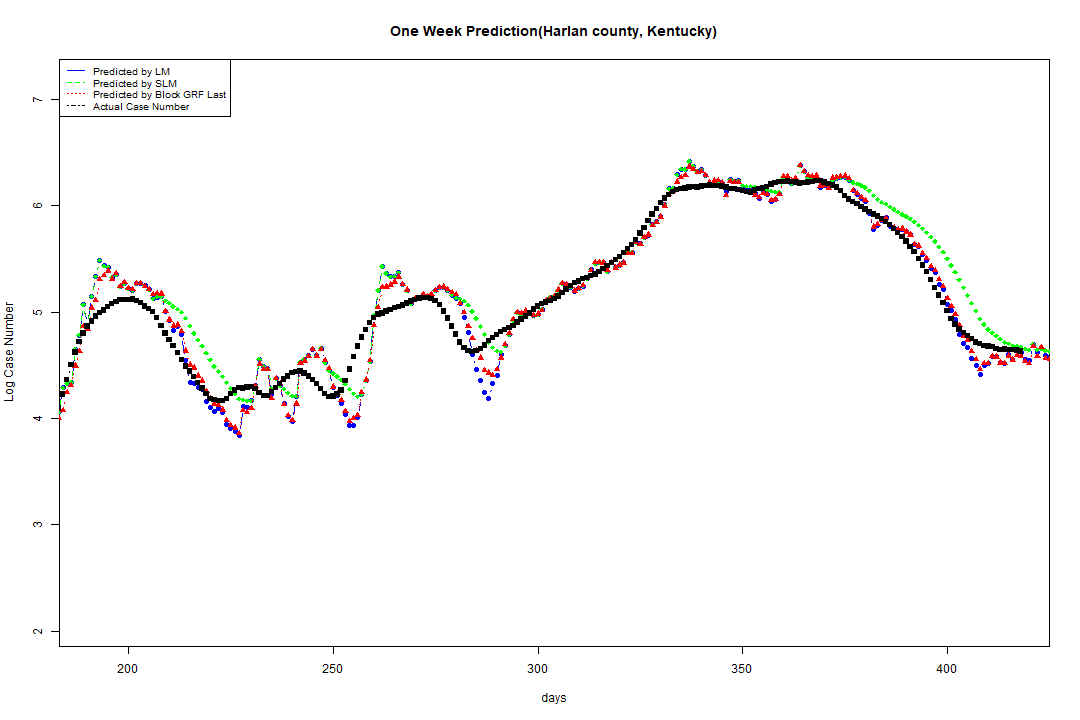 One Week Prediction(Harlan county, Kentucky)
Predicted by LM
Predicted by SLM
Predicted by Block GRF Last
Actual Case Number
7
6
5
4
3
2
Log Case Number
200 250 300 350 400
days